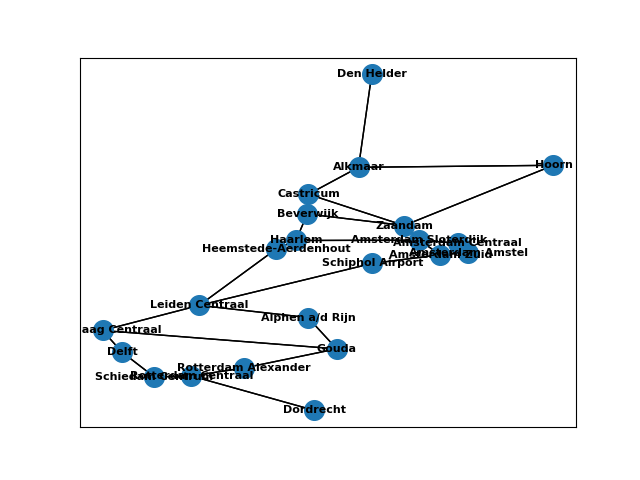 Den Helder
Alkmaar
Hoorn
Castricum
Beverwijk
Zaandam
Haarlem
Amsterdam Sloterdijk
Amsterdam Centraal
Heemstede-Aerdenhout
Amsterdam Amstel
Amsterdam Zuid
Schiphol Airport
Leiden Centraal
Alphen a/d Rijn
aag Centraal
Gouda
Delft
Rotterdam Alexander
Schiedam Centrum
Rotterdam Centraal
Dordrecht